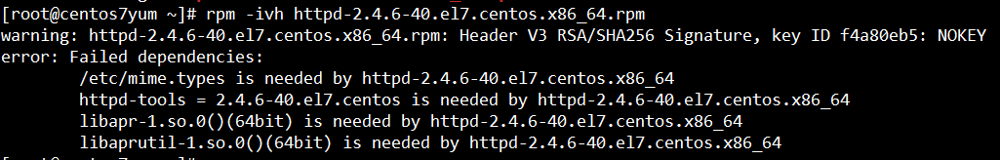 [root@centos7yum ~]# rpm -ivh httpd-2.4.6-40.el7.centos.x86_64.rpm
warning: httpd-2.4.6-40.el7.centos.x86_64.rpm: Header V3 RSA/SHA256 Signature, key ID f4a80eb5: NOKEY
error: Failed dependencies:
        /etc/mime.types is needed by httpd-2.4.6-40.el7.centos.x86_64
        httpd-tools = 2.4.6-40.el7.centos is needed by httpd-2.4.6-40.el7.centos.x86_64
        libapr-1.so.0()(64bit) is needed by httpd-2.4.6-40.el7.centos.x86_64
        libaprutil-1.so.0()(64bit) is needed by httpd-2.4.6-40.el7.centos.x86_64